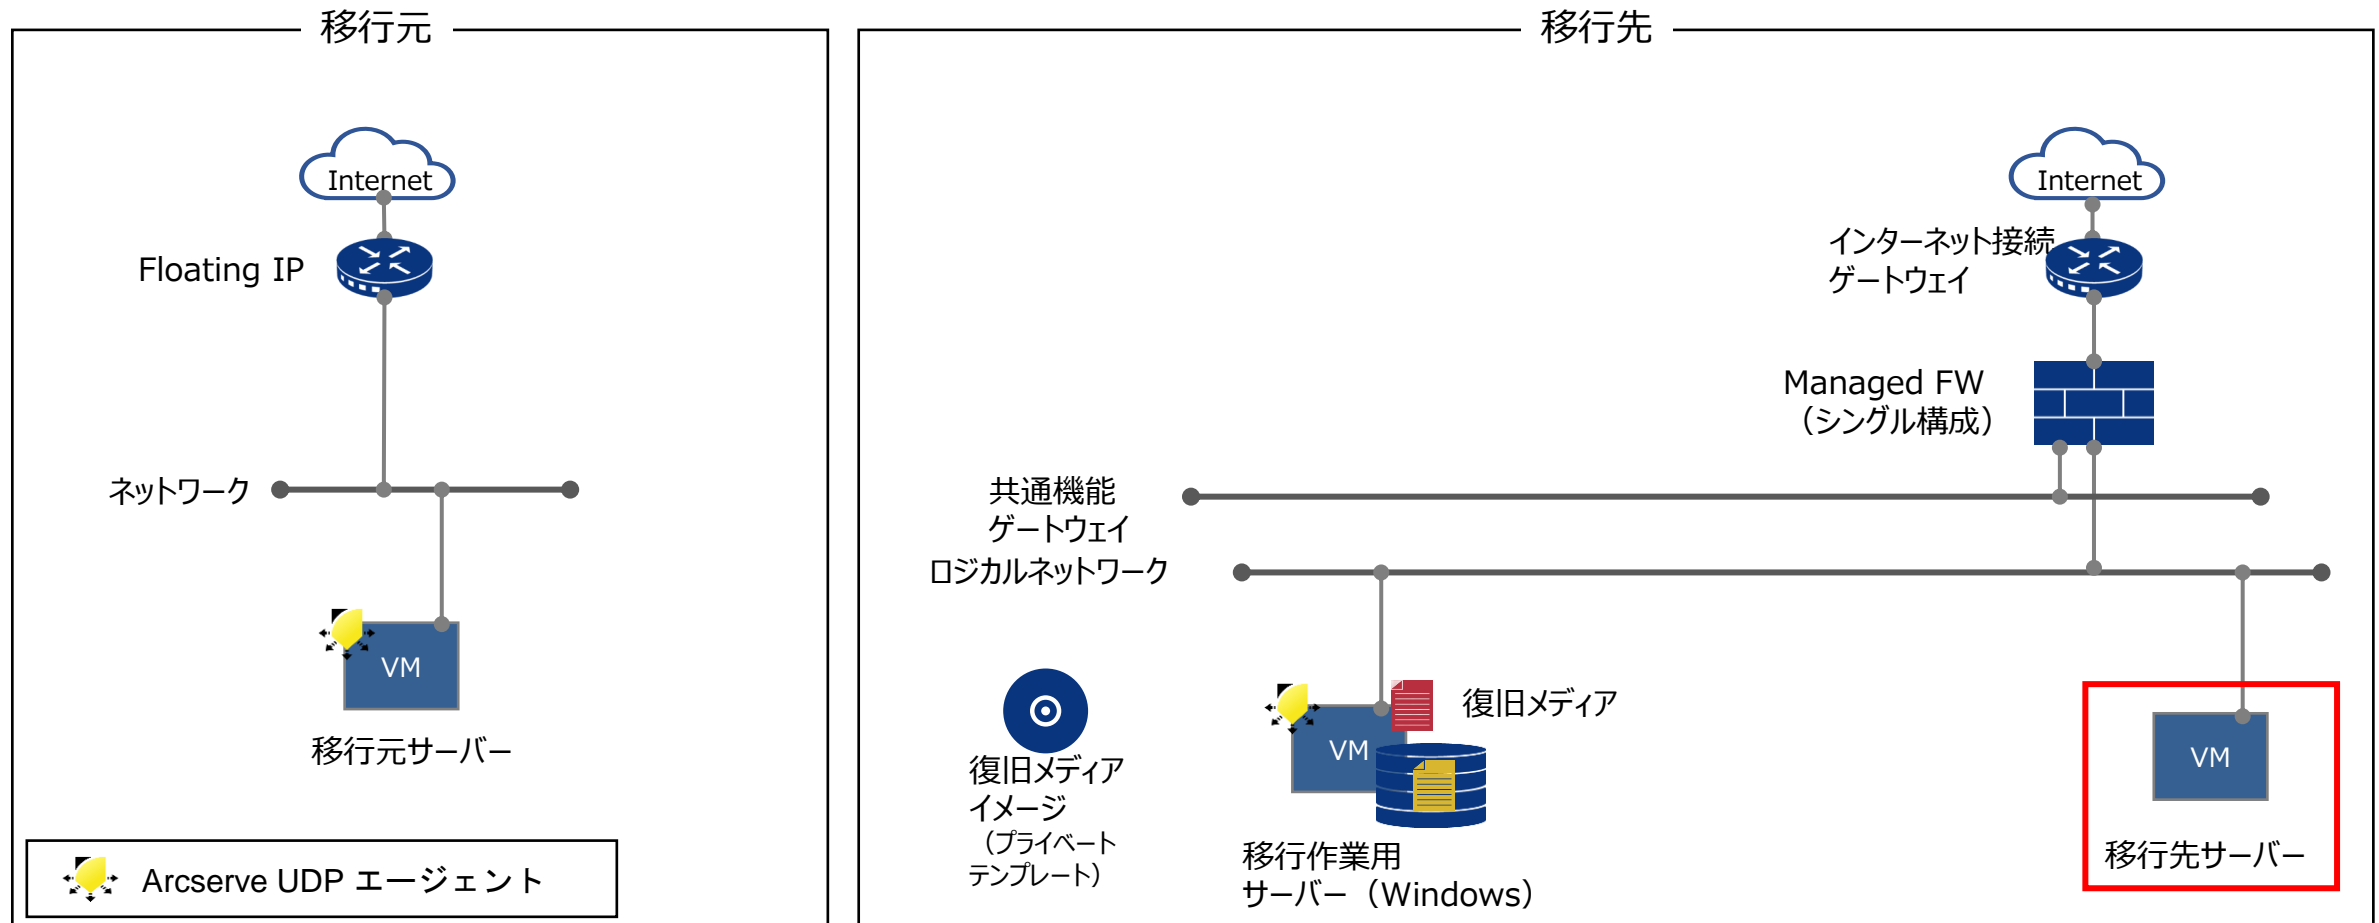 移行元
Internet
Floating IP
ネットワーク
VM
移行元サーバー
Arcserve UDP エージェント
移行先
Internet
インターネット接続
ゲートウェイ
Managed FW
（シングル構成）
共通機能
ゲートウェイ
ロジカルネットワーク
復旧メディア
イメージ
（プライベート
テンプレート）
VM
復旧メディア
移行作業用
サーバー（Windows）
VM
移行先サーバー